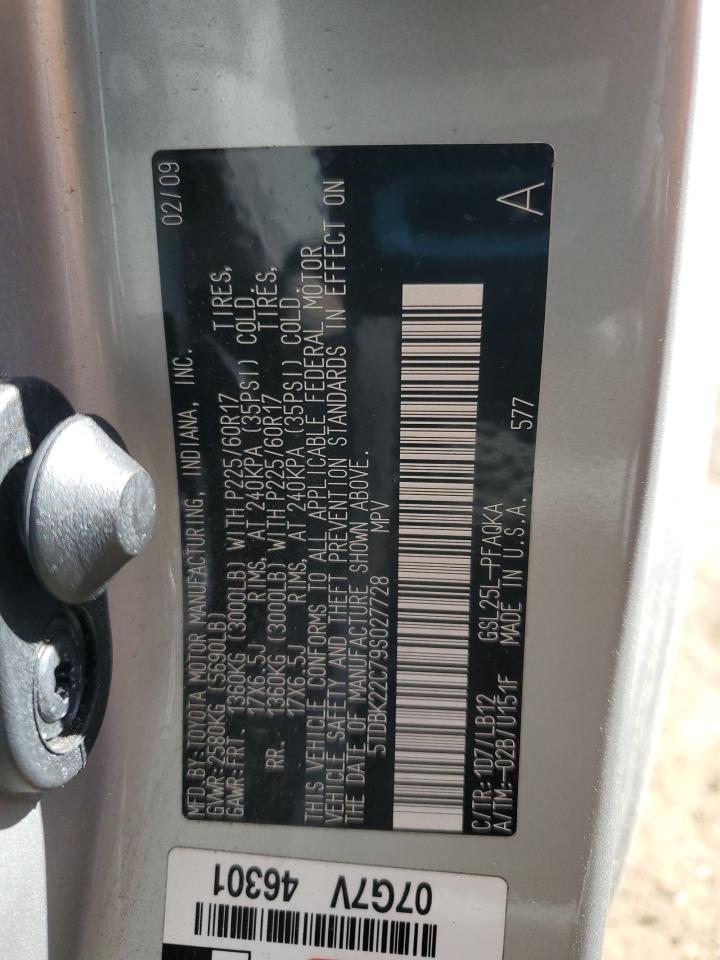 MFD.BY:TOYOTA MOTOR MANUFACTURING, INDIANA, INC. 02/09
GVWR:2580KG (5690LB)
GAWR:FRT. 1360KG (3000LB) WITH P225/60R17 TIRES,
17X6.5J RIMS, AT 240KPA (35PSI) COLD.
RR. 1360KG (3000LB) WITH P225/60R17 TIRES,
17X6.5J RIMS, AT 240KPA (35PSI) COLD.
THIS VEHICLE CONFORMS TO ALL APPLICABLE FEDERAL MOTOR
VEHICLE SAFETY AND THEFT PREVENTION STANDARDS IN EFFECT ON
THE DATE OF MANUFACTURE SHOWN ABOVE.
5TDBK22C79S027728 MPV
C/TR: 1D7/LB12 GSL25L-PFAQKA 577
A/TM:-02B/U151F MADE IN U.S.A. A
07G7V 46301